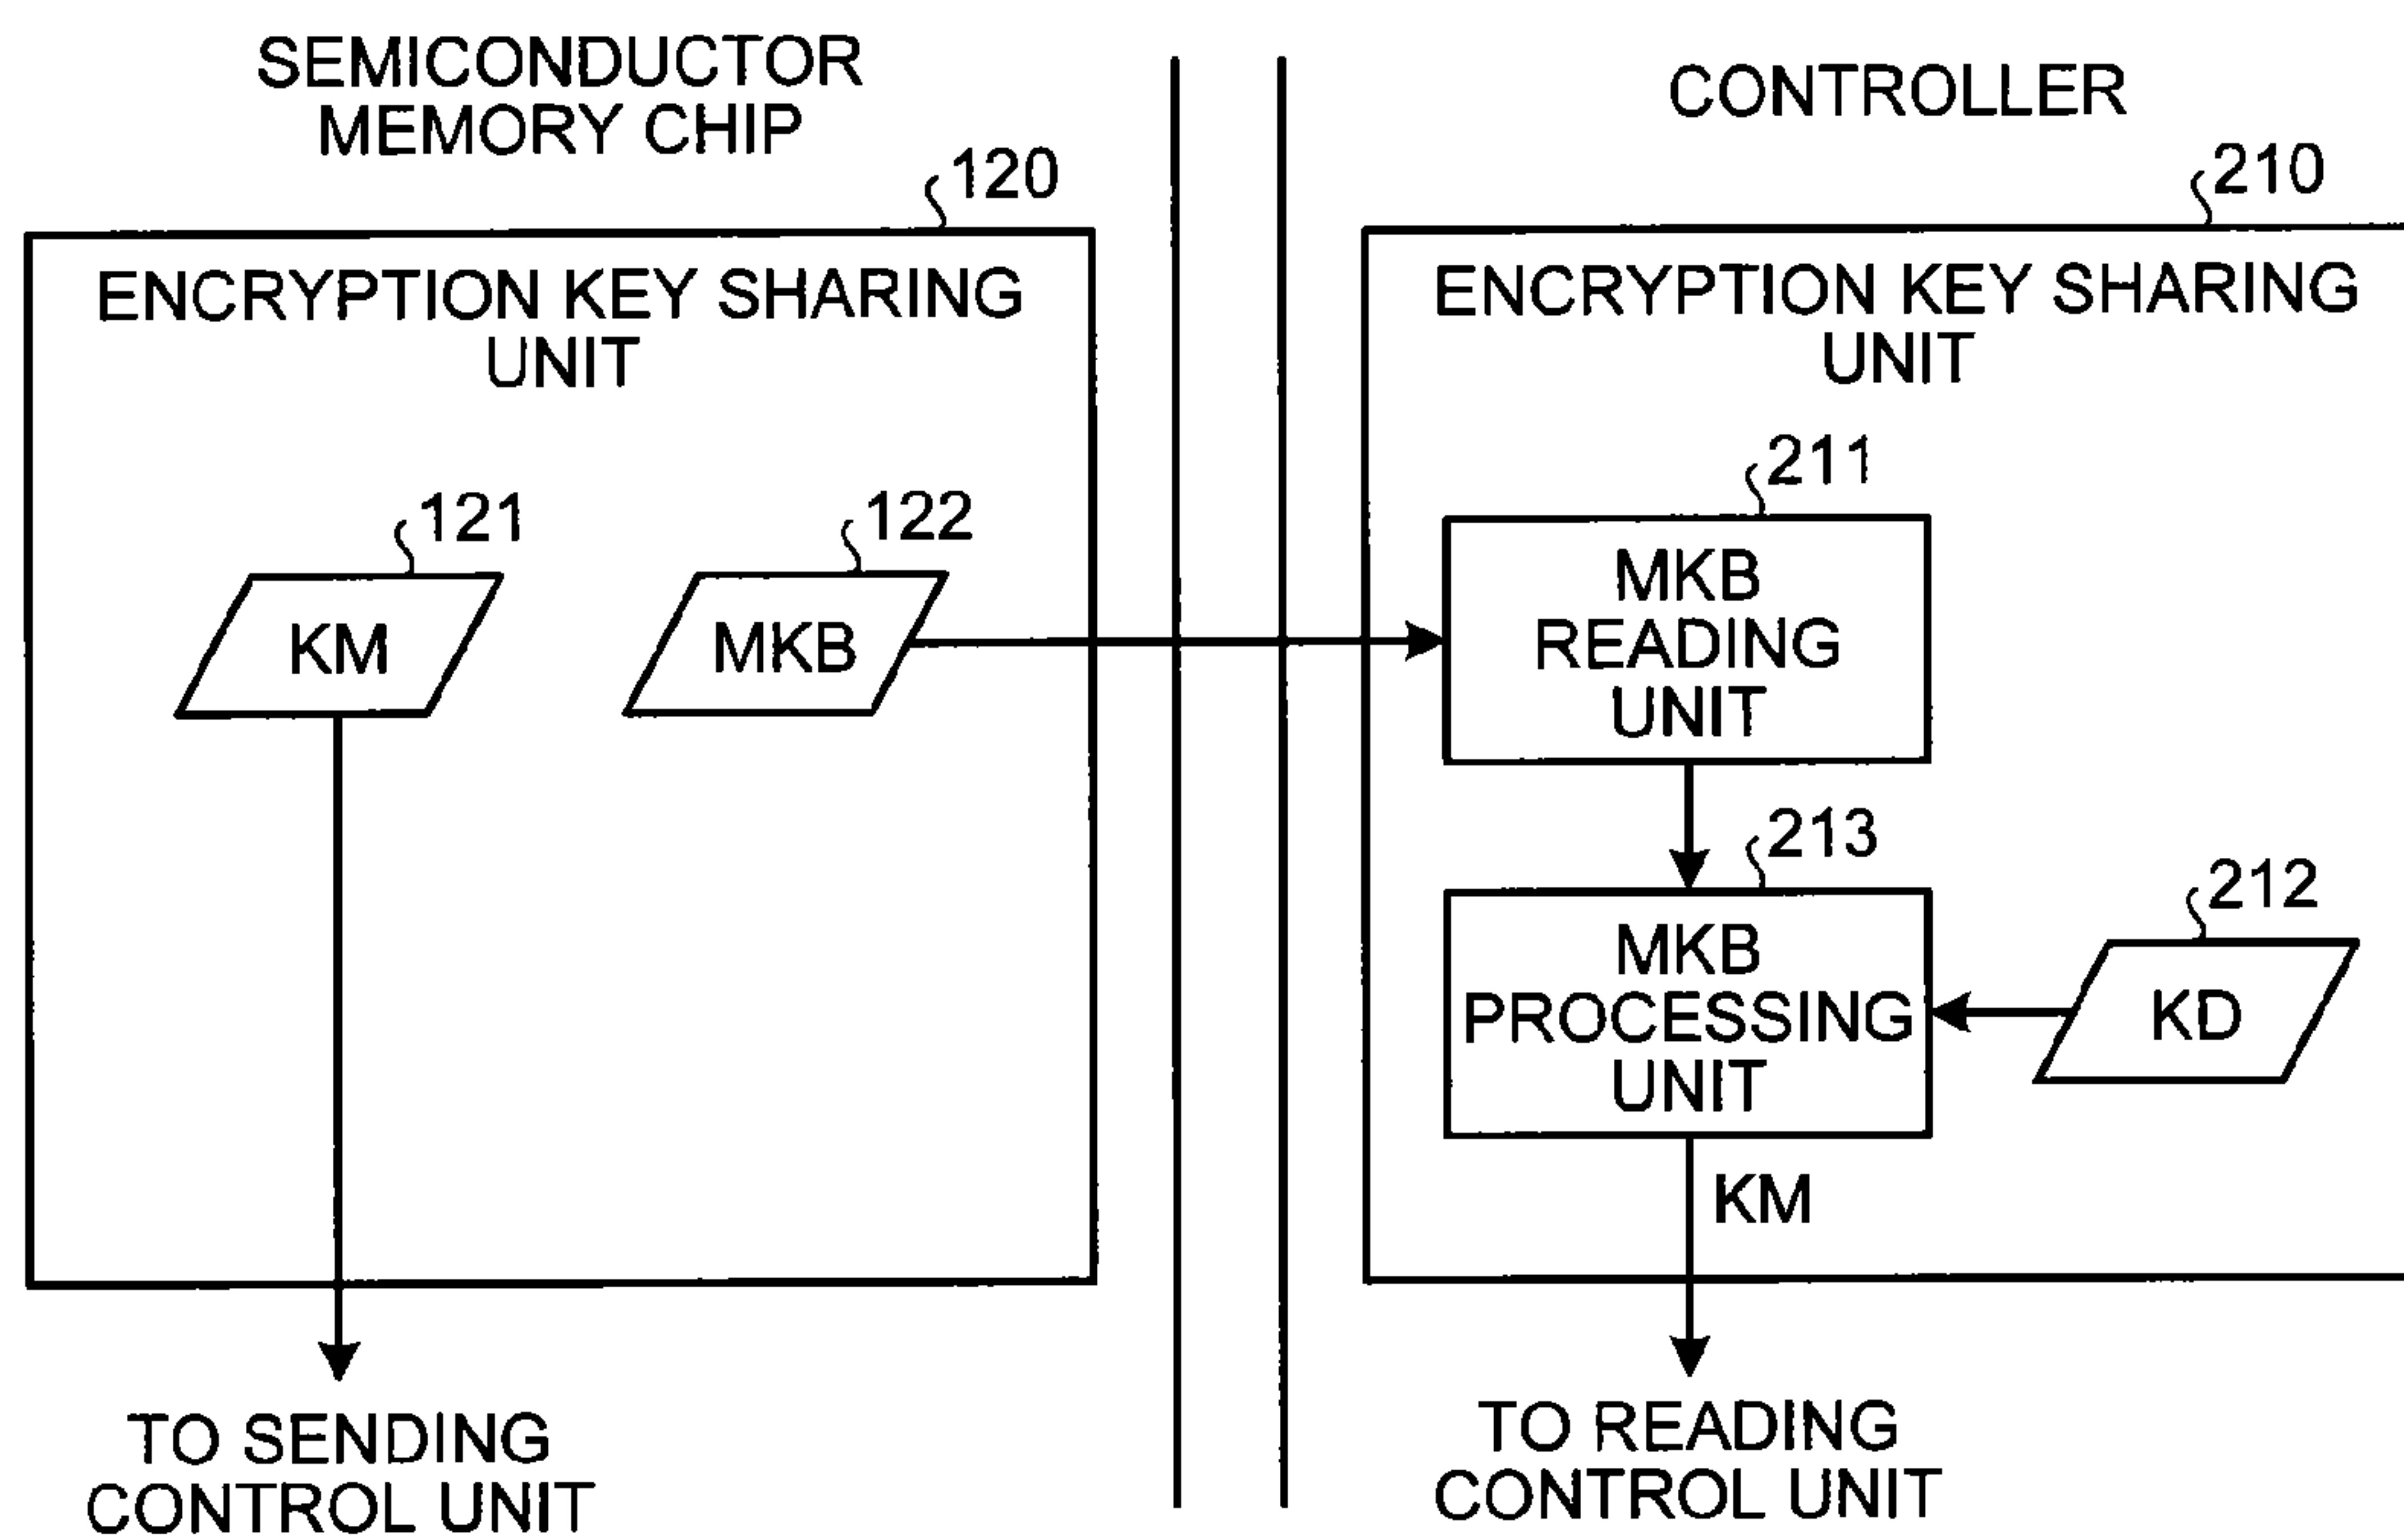 SEMICONDUCTOR
MEMORY CHIP
120
ENCRYPTION KEY SHARING
UNIT
121
KM
122
MKB
TO SENDING
CONTROL UNIT
CONTROLLER
210
ENCRYPTION KEY SHARING
UNIT
211
MKB
READING
UNIT
213
MKB
PROCESSING
UNIT
212
KD
KM
TO READING
CONTROL UNIT